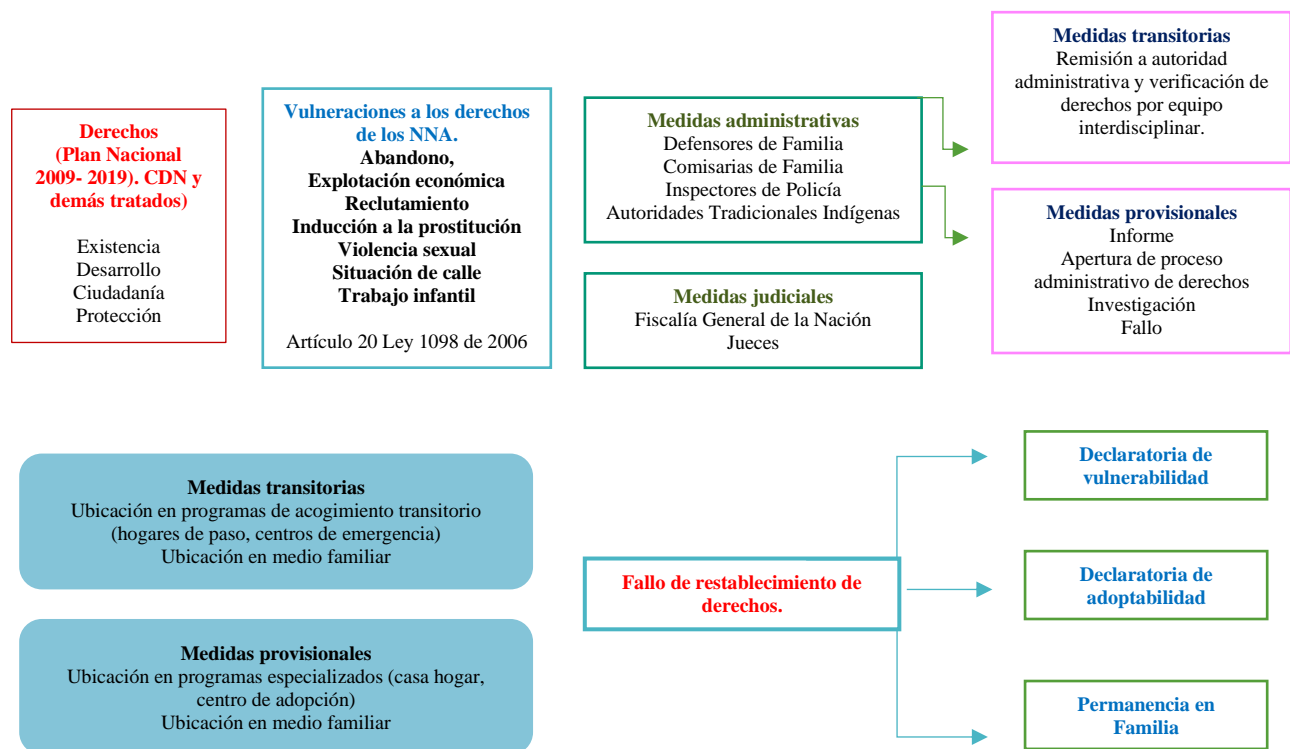 Derechos
(Plan Nacional
2009- 2019). CDN y
demás tratados)
Existencia
Desarrollo
Ciudadanía
Protección
Vulneraciones a los derechos
de los NNA.
Abandono,
Explotación económica
Reclutamiento
Inducción a la prostitución
Violencia sexual
Situación de calle
Trabajo infantil
Artículo 20 Ley 1098 de 2006
Medidas administrativas
Defensores de Familia
Comisarias de Familia
Inspectores de Policía
Autoridades Tradicionales Indígenas
Medidas judiciales
Fiscalía General de la Nación
Jueces
Medidas transitorias
Remisión a autoridad
administrativa y verificación de
derechos por equipo
interdisciplinar.
Medidas provisionales
Informe
Apertura de proceso
administrativo de derechos
Investigación
Fallo
Medidas transitorias
Ubicación en programas de acogimiento transitorio
(hogares de paso, centros de emergencia)
Ubicación en medio familiar
Medidas provisionales
Ubicación en programas especializados (casa hogar,
centro de adopción)
Ubicación en medio familiar
Fallo de restablecimiento de
derechos.
Declaratoria de
vulnerabilidad
Declaratoria de
adoptabilidad
Permanencia en
Familia